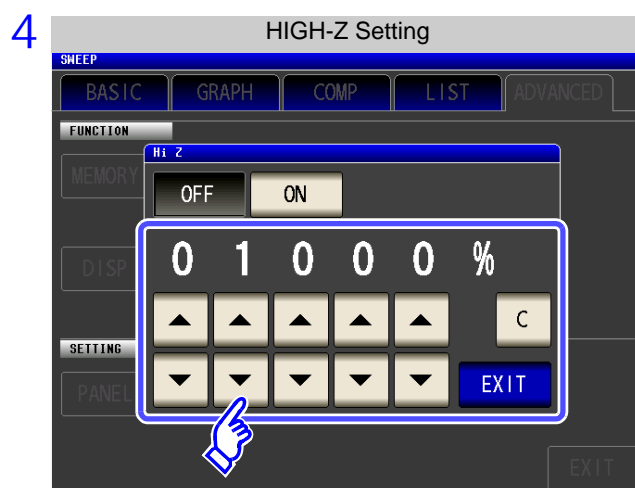 4
HIGH-Z Setting
SWEEP
BASIC GRAPH COMP LIST ADVANCED
FUNCTION
Hi Z
MEMORY
OFF ON
DISP
0 1 0 0 0 %
C
SETTING
PANEL
EXIT
EXIT